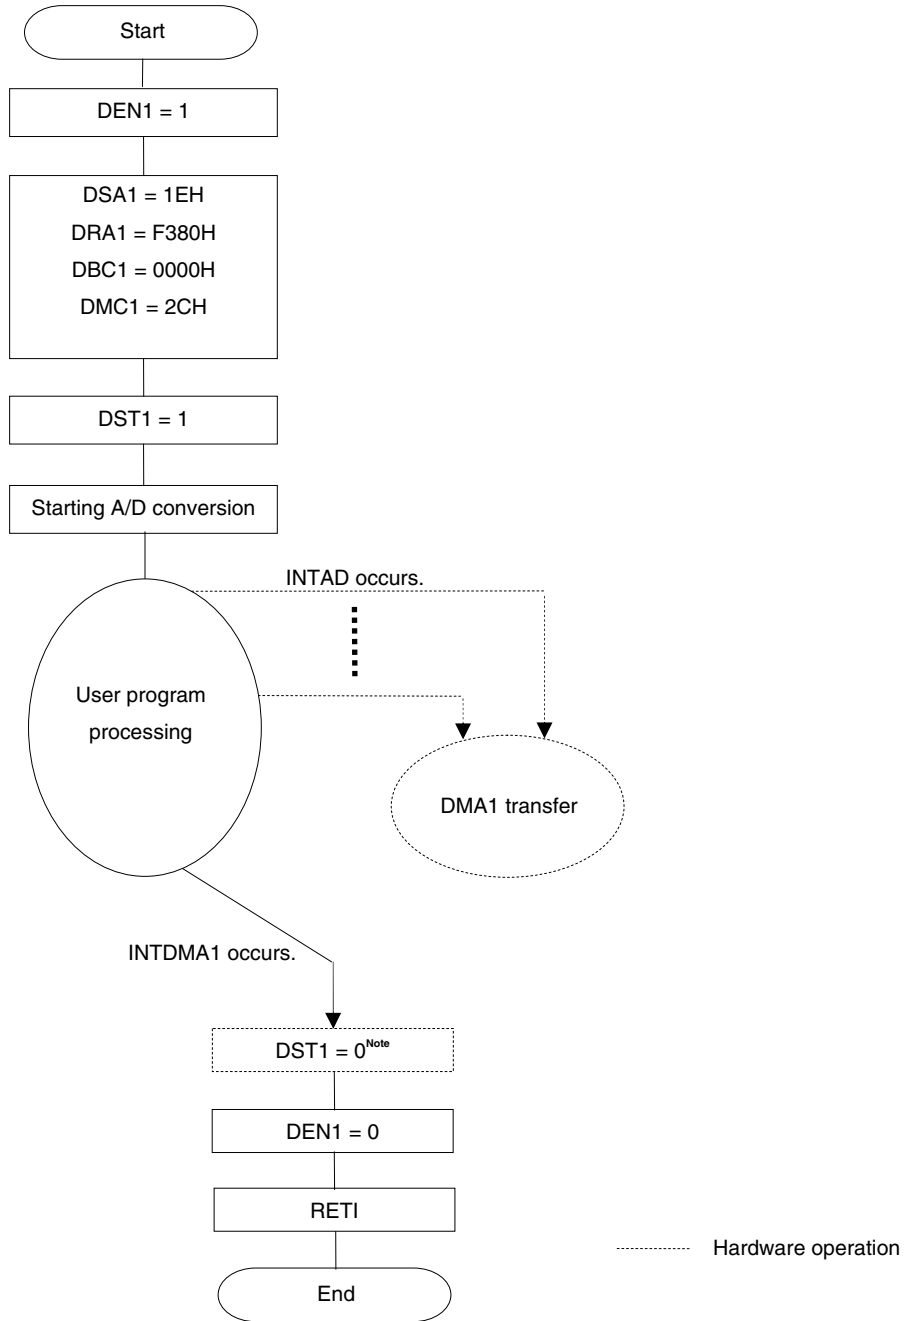 Start
DEN1 = 1
DSA1 = 1EH
DRA1 = F380H
DBC1 = 0000H
DMC1 = 2CH
DST1 = 1
Starting A/D conversion
INTAD occurs.
User program
processing
DMA1 transfer
INTDMA1 occurs.
DST1 = 0Note
DEN1 = 0
RETI
Hardware operation
End